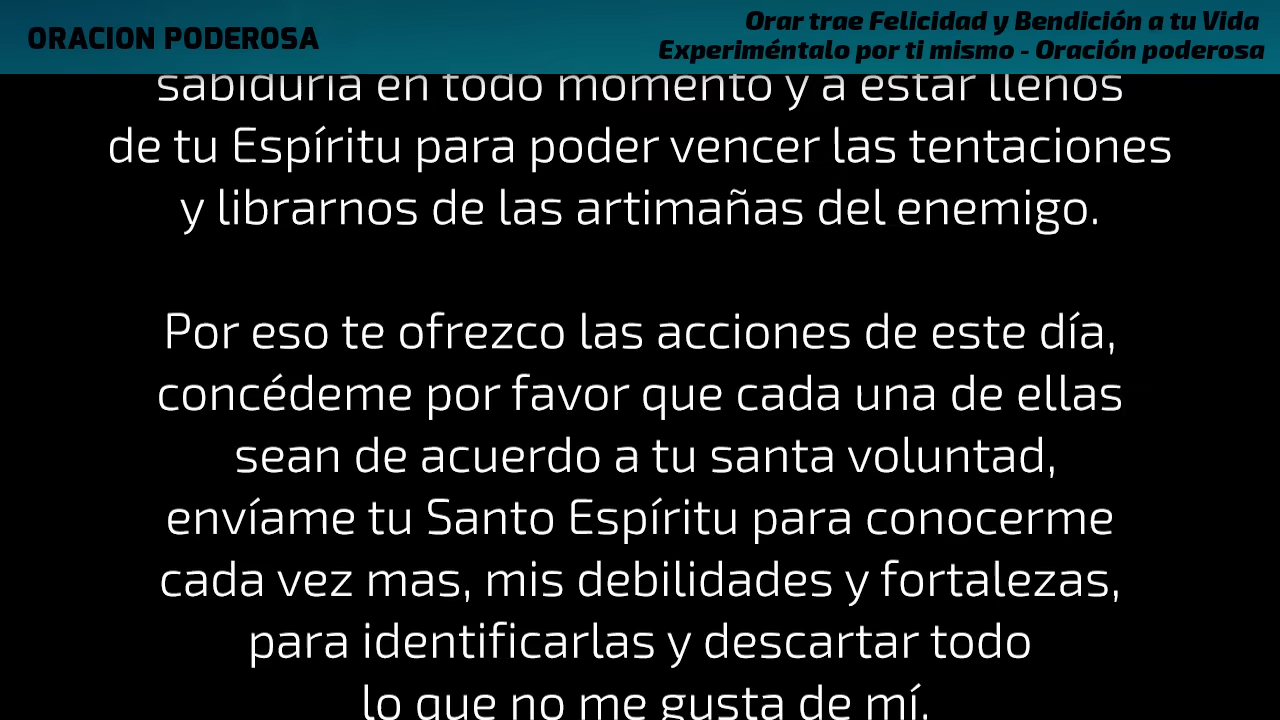 ORACION PODEROSA
Orar trae Felicidad y Bendición a tu Vida
Experiméntalo por ti mismo - Oración poderosa
sabiduría en todo momento y a estar llenos
de tu Espíritu para poder vencer las tentaciones
y librarnos de las artimañas del enemigo.
Por eso te ofrezco las acciones de este día,
concédeme por favor que cada una de ellas
sean de acuerdo a tu santa voluntad,
envíame tu Santo Espíritu para conocerme
cada vez mas, mis debilidades y fortalezas,
para identificarlas y descartar todo
lo que no me gusta de mí.